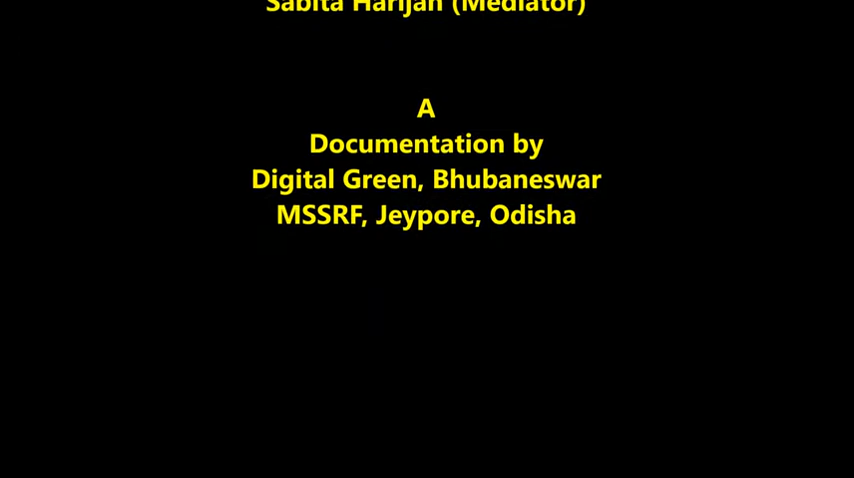 Sabita Harijan (Mediator)
A
Documentation by
Digital Green, Bhubaneswar
MSSRF, Jeypore, Odisha